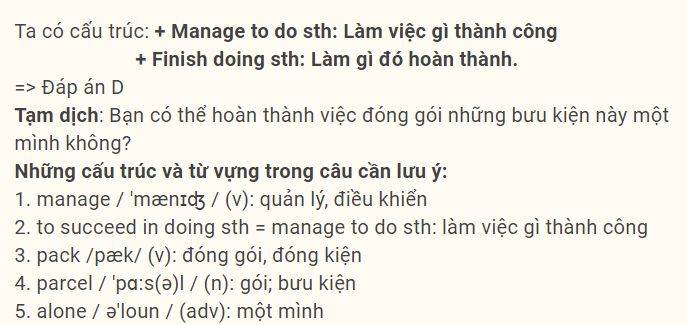 Ta có cấu trúc: + Manage to do sth: Làm việc gì thành công
+ Finish doing sth: Làm gì đó hoàn thành.
=> Đáp án D
Tạm dịch: Bạn có thể hoàn thành việc đóng gói những bưu kiện này một
mình không?
Những cấu trúc và từ vựng trong câu cần lưu ý:
1. manage / 'mænɪʤ / (v): quản lý, điều khiển
2. to succeed in doing sth = manage to do sth: làm việc gì thành công
3. pack /pæk/ (v): đóng gói, đóng kiện
4. parcel / 'pɑ:s(ə)l / (n): gói; bưu kiện
5. alone / ə'loun / (adv): một mình